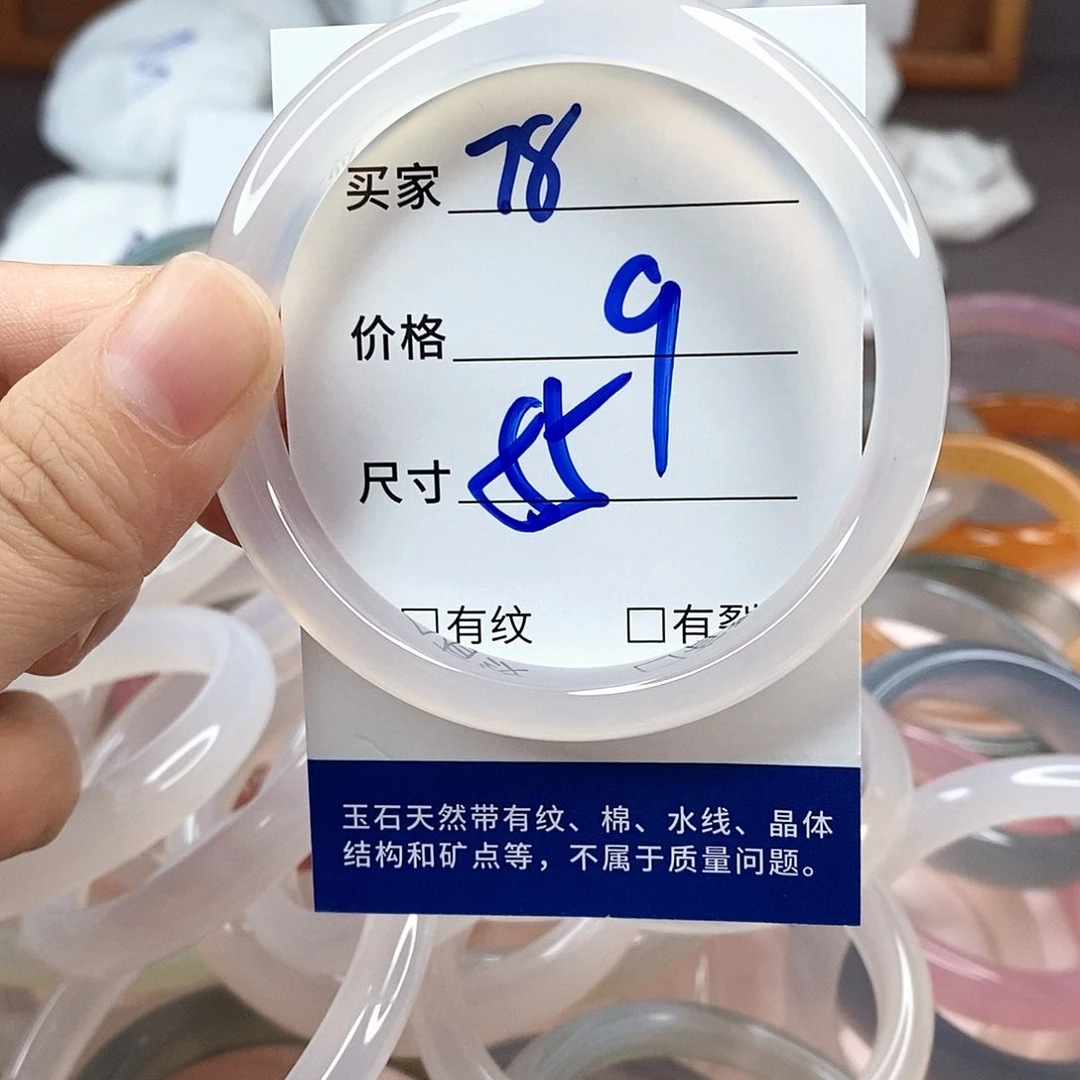 买家 78
价格 9
尺寸
□有纹 □有裂
玉石天然带有纹、棉、水线、晶体
结构和矿点等，不属于质量问题。